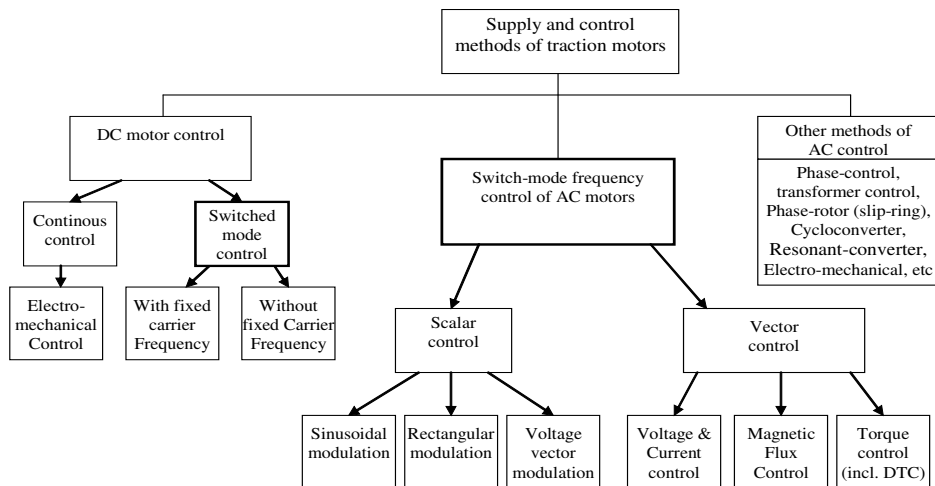 Supply and control
methods of traction motors
DC motor control
Switch-mode frequency
control of AC motors
Other methods of
AC control
Phase-control,
transformer control,
Phase-rotor (slip-ring),
Cycloconverter,
Resonant-converter,
Electro-mechanical, etc
Continous
control
Switched
mode
control
Electro-
mechanical
Control
With fixed
carrier
Frequency
Without
fixed Carrier
Frequency
Scalar
control
Vector
control
Sinusoidal
modulation
Rectangular
modulation
Voltage
vector
modulation
Voltage &
Current
control
Magnetic
Flux
Control
Torque
control
(incl. DTC)